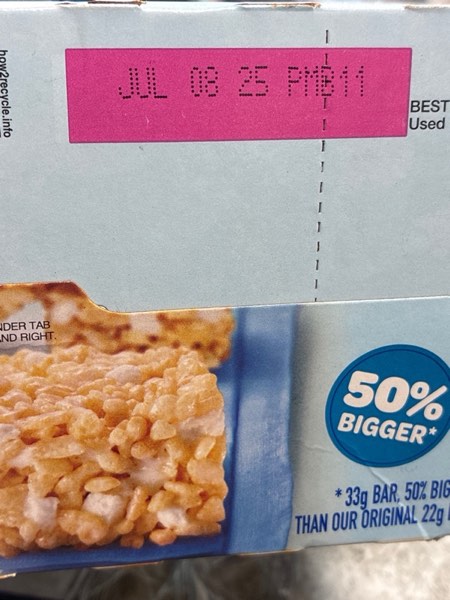 how2recycle.info
JUL 08 25 PMB11
BEST
Used
NDER TAB
AND RIGHT.
50%
BIGGER*
* 33g BAR, 50% BIG
THAN OUR ORIGINAL 22g